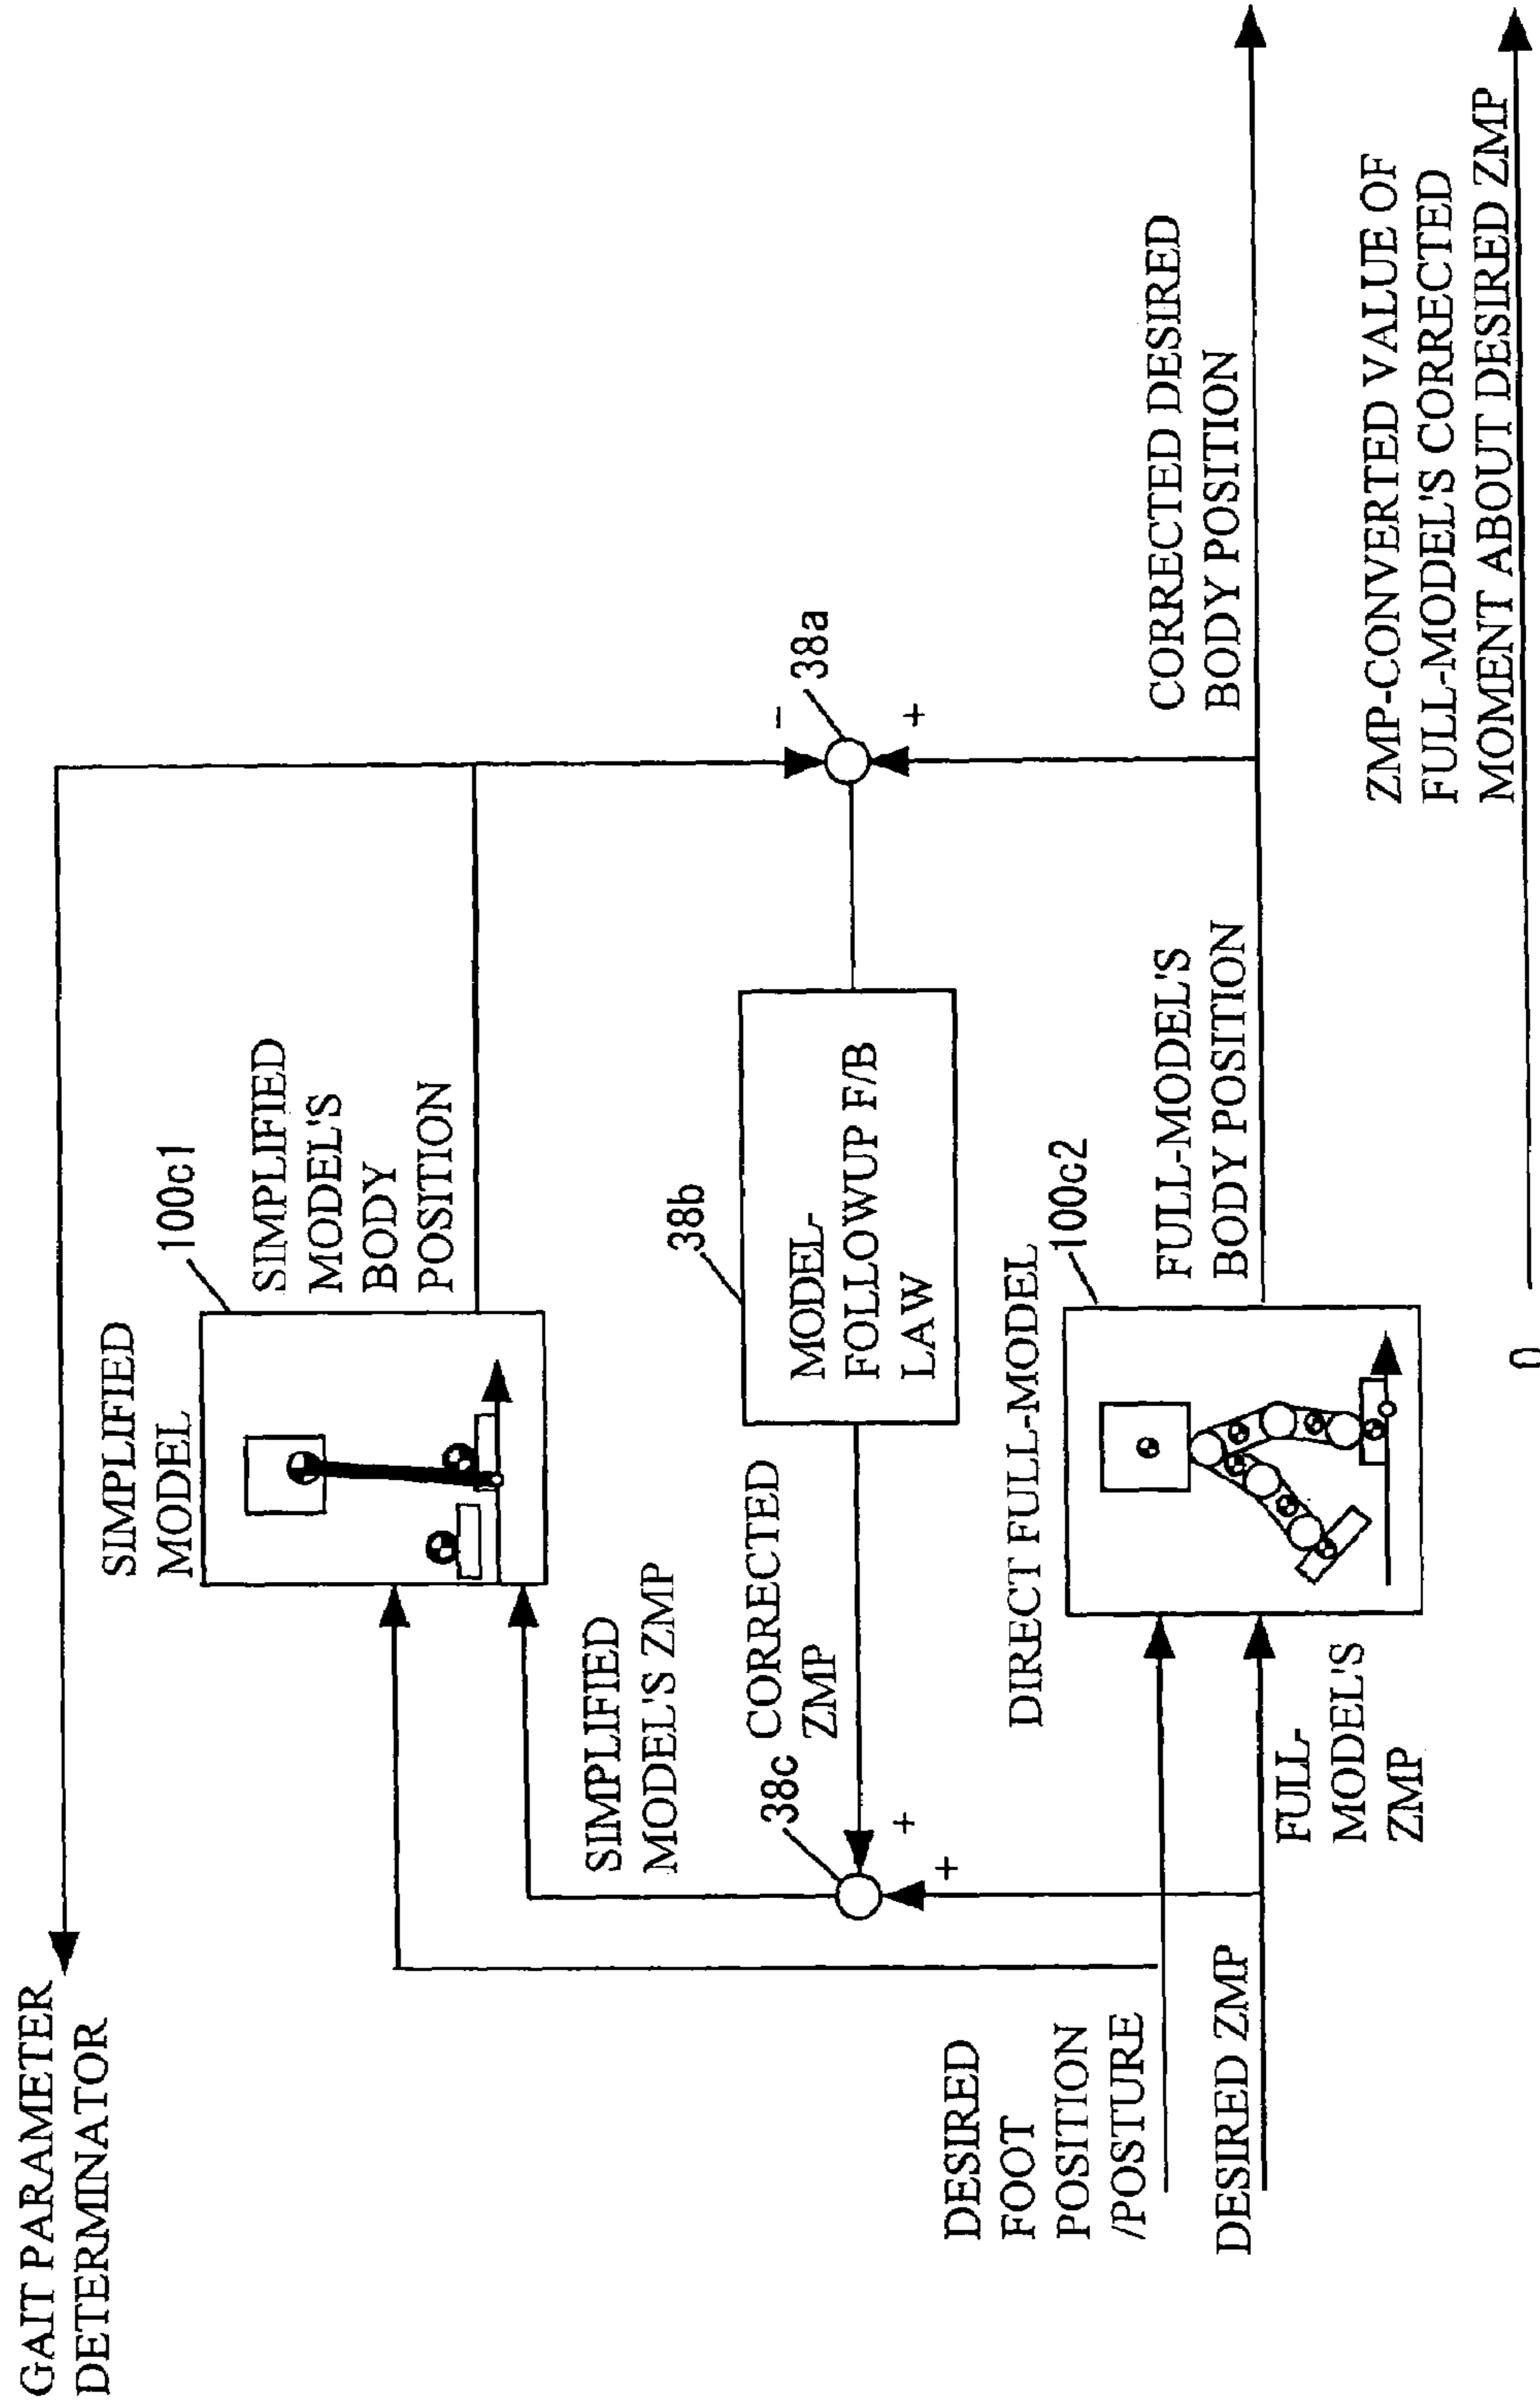 GAIT PARAMETER
DETERMINATOR
SIMPLIFIED
MODEL
100c1
SIMPLIFIED
MODEL'S
BODY
POSITION
SIMPLIFIED
MODEL'S ZMP
38c
CORRECTED
ZMP
38b
MODEL-
FOLLOWUP F/B
LAW
38a
-
+
+
+
DESIRED
FOOT
POSITION
/POSTURE
DESIRED ZMP
FULL-
MODEL'S
ZMP
DIRECT FULL-MODEL
100c2
FULL-MODEL'S
BODY POSITION
CORRECTED DESIRED
BODY POSITION
ZMP-CONVERTED VALUE OF
FULL-MODEL'S CORRECTED
MOMENT ABOUT DESIRED ZMP
0